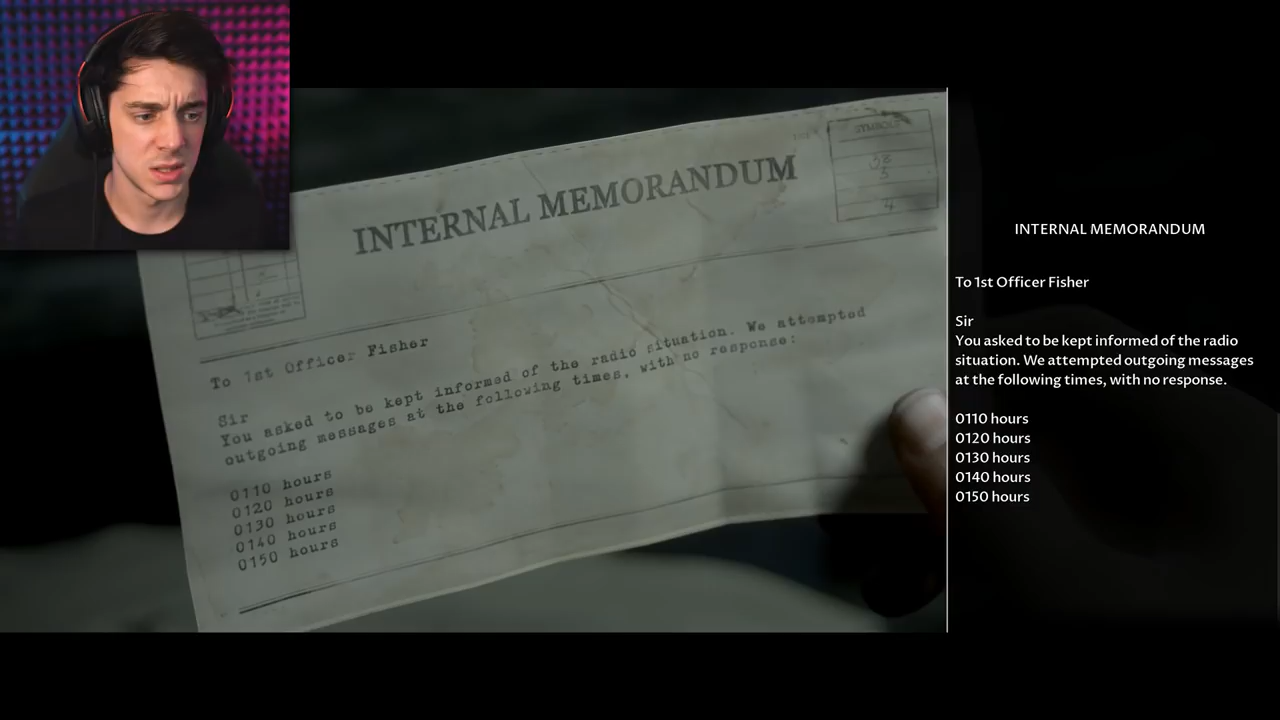 INTERNAL MEMORANDUM
To 1st Officer Fisher
Sir
You asked to be kept informed of the radio situation. We attempted
outgoing messages at the following times, with no response:
0110 hours
0120 hours
0130 hours
0140 hours
0150 hours
INTERNAL MEMORANDUM
To 1st Officer Fisher
Sir
You asked to be kept informed of the radio
situation. We attempted outgoing messages
at the following times, with no response.
0110 hours
0120 hours
0130 hours
0140 hours
0150 hours